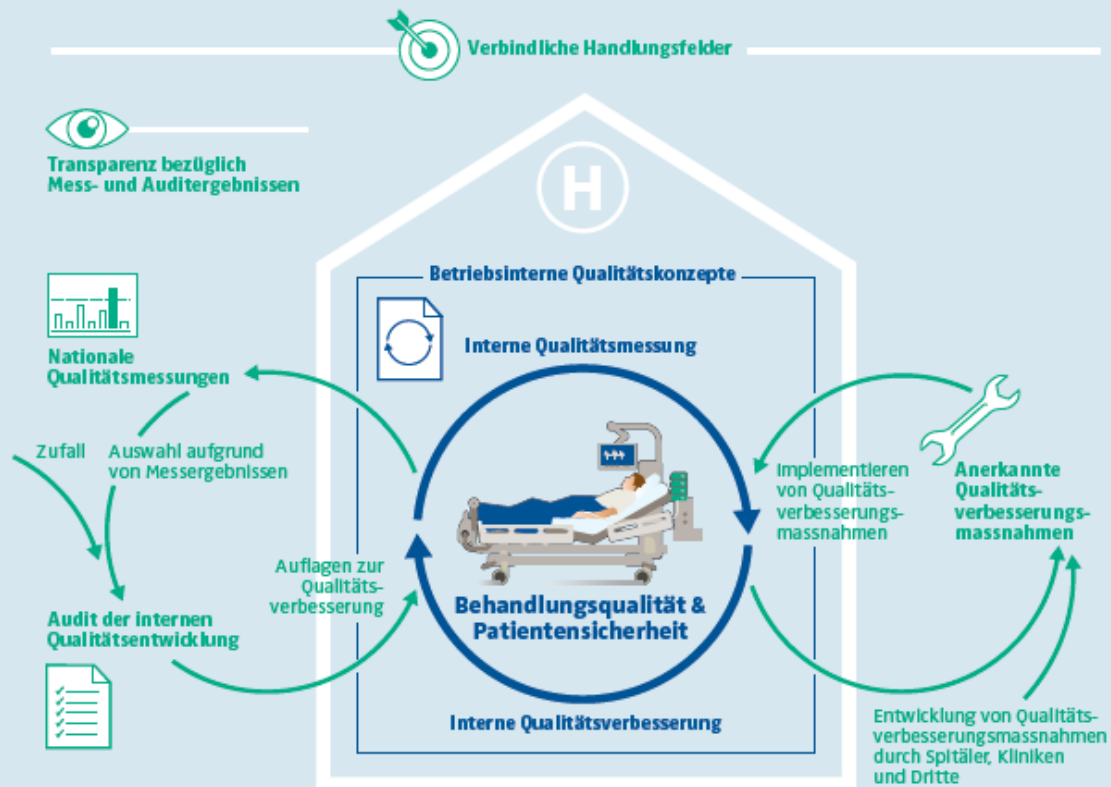 Verbindliche Handlungsfelder
Transparenz bezüglich
Mess- und Auditergebnissen
H
Betriebsinterne Qualitätskonzepte
Interne Qualitätsmessung
Nationale
Qualitätsmessungen
Zufall
Auswahl aufgrund
von Messergebnissen
Implementieren
von Qualitäts-
verbesserungs-
massnahmen
Anerkannte
Qualitäts-
verbesserungs-
massnahmen
Auflagen zur
Qualitäts-
verbesserung
Behandlungsqualität &
Patientensicherheit
Audit der internen
Qualitätsentwicklung
Interne Qualitätsverbesserung
Entwicklung von Qualitäts-
verbesserungsmassnahmen
durch Spitäler, Kliniken
und Dritte